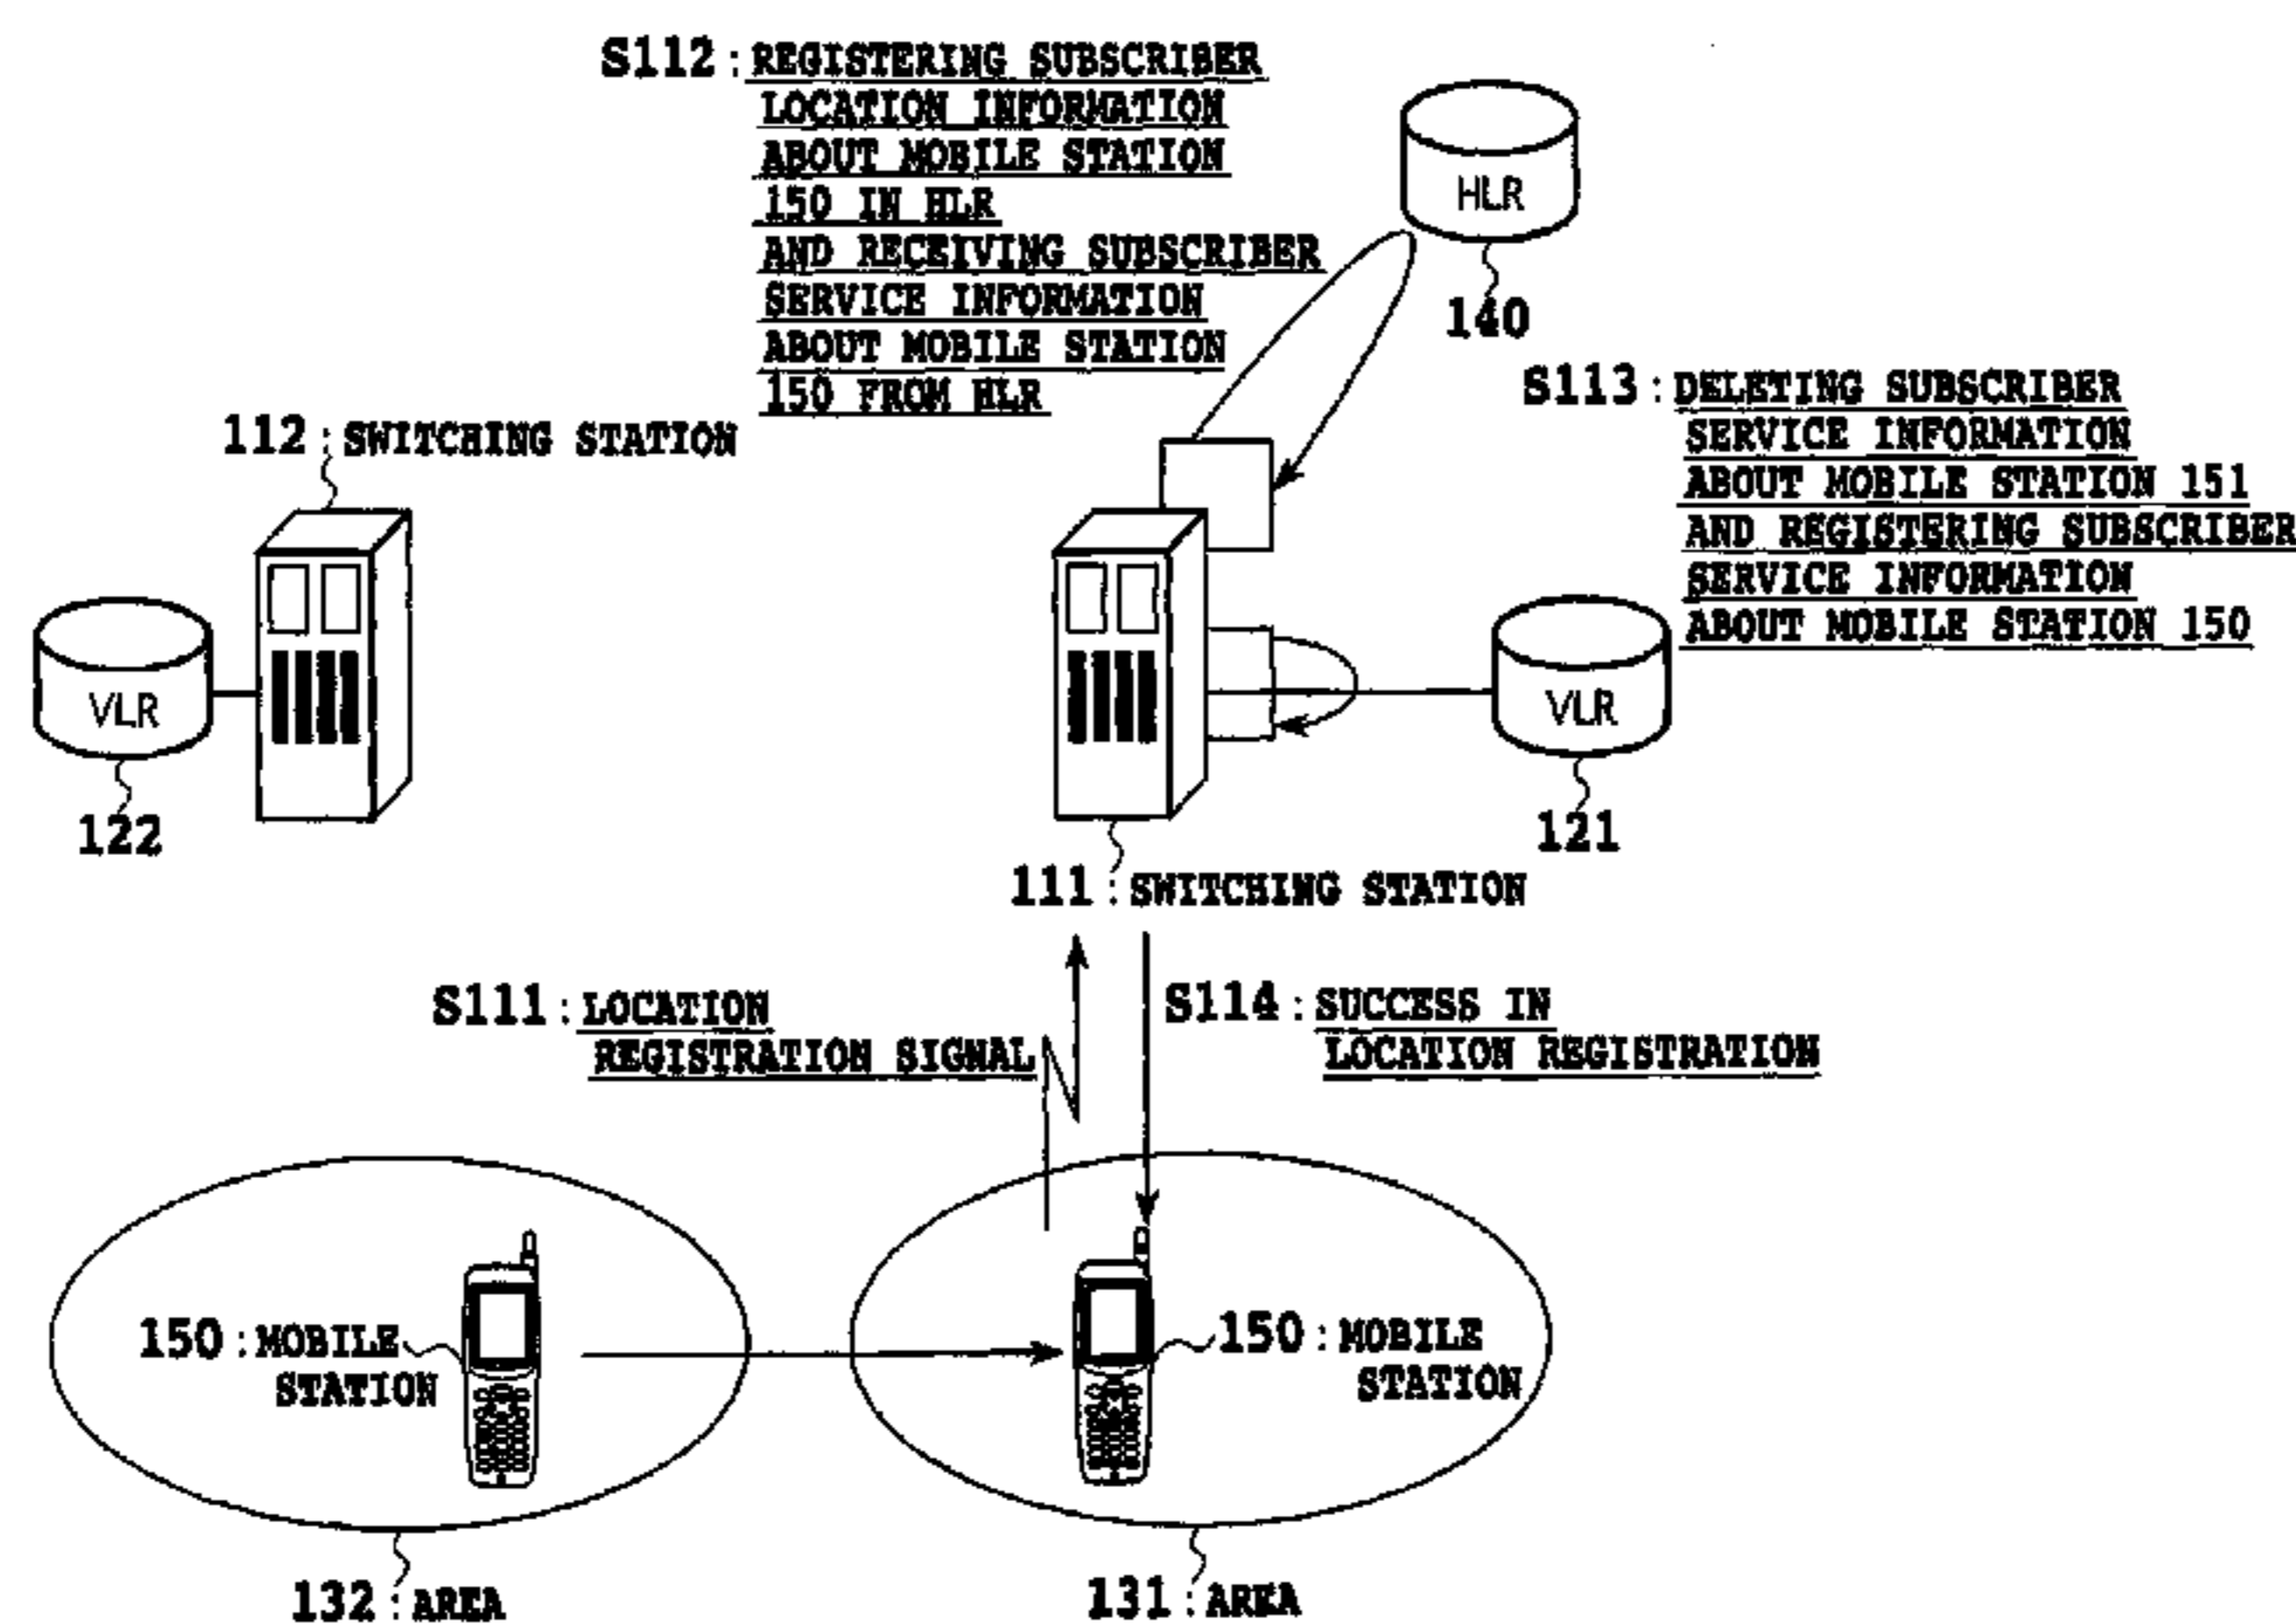 S112 : REGISTERING SUBSCRIBER
LOCATION INFORMATION
ABOUT MOBILE STATION
150 IN HLR
AND RECEIVING SUBSCRIBER
SERVICE INFORMATION
ABOUT MOBILE STATION
150 FROM HLR
HLR
140
S113 : DELETING SUBSCRIBER
SERVICE INFORMATION
ABOUT MOBILE STATION 151
AND REGISTERING SUBSCRIBER
SERVICE INFORMATION
ABOUT MOBILE STATION 150
112 : SWITCHING STATION
VLR
122
VLR
121
111 : SWITCHING STATION
S111 : LOCATION
REGISTRATION SIGNAL
S114 : SUCCESS IN
LOCATION REGISTRATION
150 : MOBILE
STATION
150 : MOBILE
STATION
132 : AREA
131 : AREA